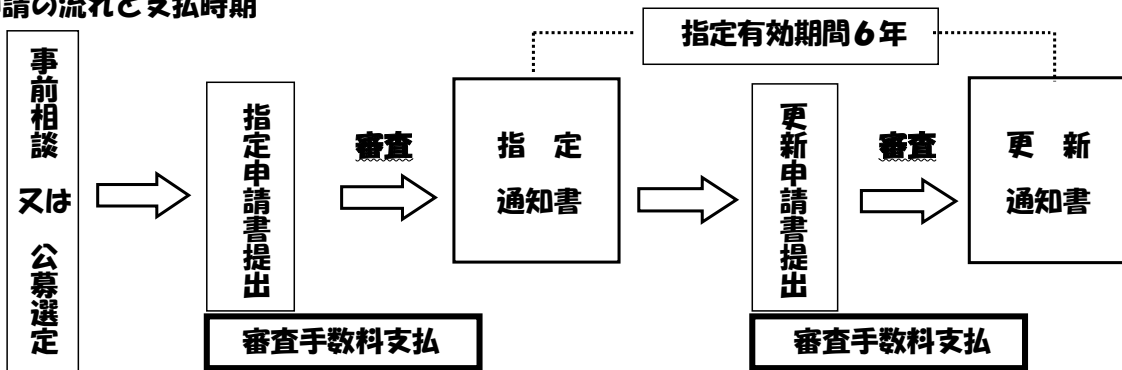 申請の流れと支払時期
指定有効期間6年
事前相談
又は
公募選定
指定申請書提出
審査
指 定
通知書
更新申請書提出
審査
更 新
通知書
審査手数料支払
審査手数料支払